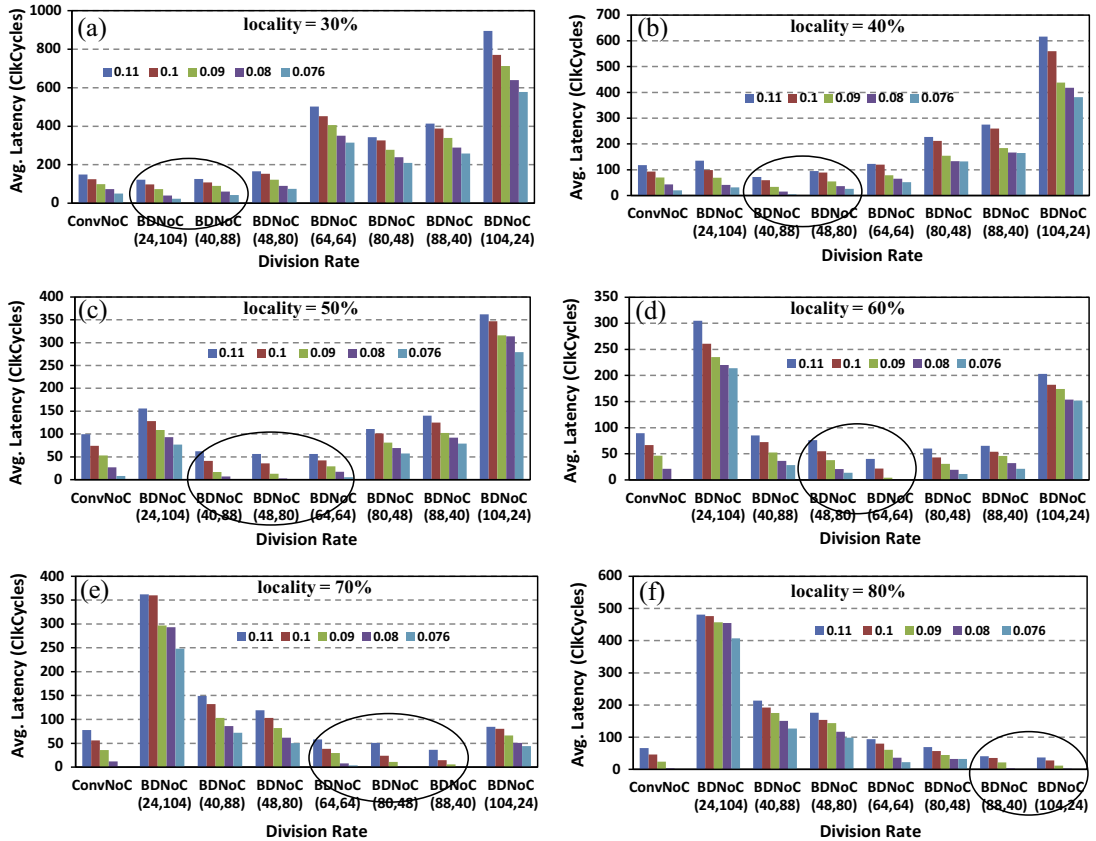 (a)
locality = 30%
Avg. Latency (ClkCycles)
1000
800
600
400
200
0
0.11 0.1 0.09 0.08 0.076
ConvNoC BDNoC BDNoC BDNoC BDNoC BDNoC BDNoC BDNoC
(24,104) (40,88) (48,80) (64,64) (80,48) (88,40) (104,24)
Division Rate
(b)
locality = 40%
Avg. Latency (ClkCycles)
700
600
500
400
300
200
100
0
0.11 0.1 0.09 0.08 0.076
ConvNoC BDNoC BDNoC BDNoC BDNoC BDNoC BDNoC BDNoC
(24,104) (40,88) (48,80) (64,64) (80,48) (88,40) (104,24)
Division Rate
(c)
locality = 50%
Avg. Latency (ClkCycles)
400
350
300
250
200
150
100
50
0
0.11 0.1 0.09 0.08 0.076
ConvNoC BDNoC BDNoC BDNoC BDNoC BDNoC BDNoC BDNoC
(24,104) (40,88) (48,80) (64,64) (80,48) (88,40) (104,24)
Division Rate
(d)
locality = 60%
Avg. Latency (ClkCycles)
350
300
250
200
150
100
50
0
0.11 0.1 0.09 0.08 0.076
ConvNoC BDNoC BDNoC BDNoC BDNoC BDNoC BDNoC BDNoC
(24,104) (40,88) (48,80) (64,64) (80,48) (88,40) (104,24)
Division Rate
(e)
locality = 70%
Avg. Latency (ClkCycles)
400
350
300
250
200
150
100
50
0
0.11 0.1 0.09 0.08 0.076
ConvNoC BDNoC BDNoC BDNoC BDNoC BDNoC BDNoC BDNoC
(24,104) (40,88) (48,80) (64,64) (80,48) (88,40) (104,24)
Division Rate
(f)
locality = 80%
Avg. Latency (ClkCycles)
600
500
400
300
200
100
0
0.11 0.1 0.09 0.08 0.076
ConvNoC BDNoC BDNoC BDNoC BDNoC BDNoC BDNoC BDNoC
(24,104) (40,88) (48,80) (64,64) (80,48) (88,40) (104,24)
Division Rate